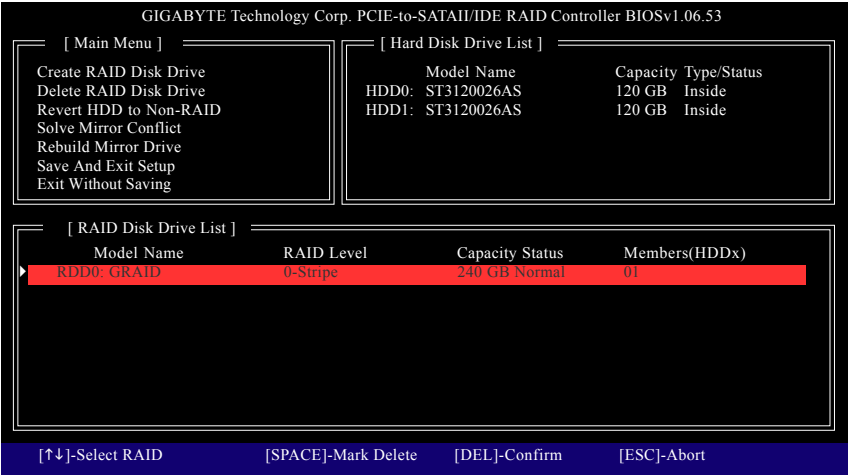 GIGABYTE Technology Corp. PCIE-to-SATAII/IDE RAID Controller BIOSv1.06.53
[ Main Menu ]
Create RAID Disk Drive
Delete RAID Disk Drive
Revert HDD to Non-RAID
Solve Mirror Conflict
Rebuild Mirror Drive
Save And Exit Setup
Exit Without Saving
[ Hard Disk Drive List ]
Model Name Capacity Type/Status
HDD0: ST3120026AS 120 GB Inside
HDD1: ST3120026AS 120 GB Inside
[ RAID Disk Drive List ]
Model Name RAID Level Capacity Status Members(HDDx)
RDD0: GRAID 0-Stripe 240 GB Normal 01
[↑↓]-Select RAID [SPACE]-Mark Delete [DEL]-Confirm [ESC]-Abort